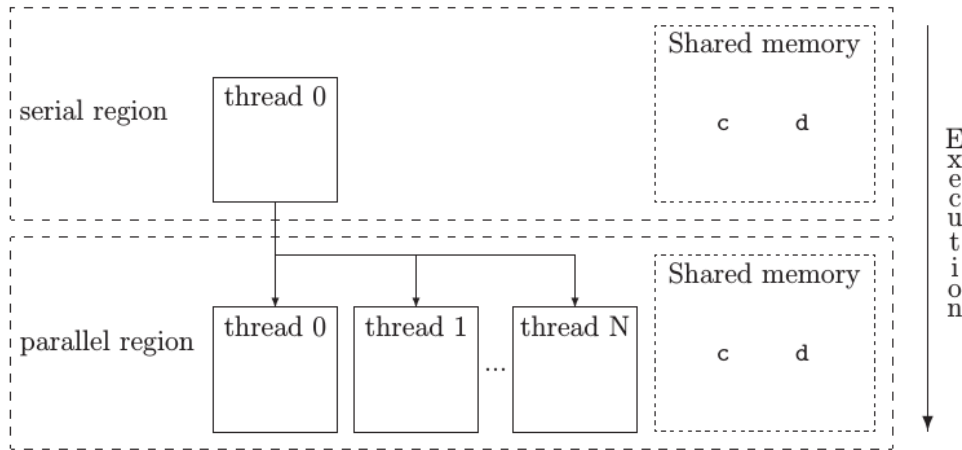 Shared memory
thread 0
serial region
c d
Execution
Shared memory
thread 0 thread 1 thread N
parallel region
...
c d